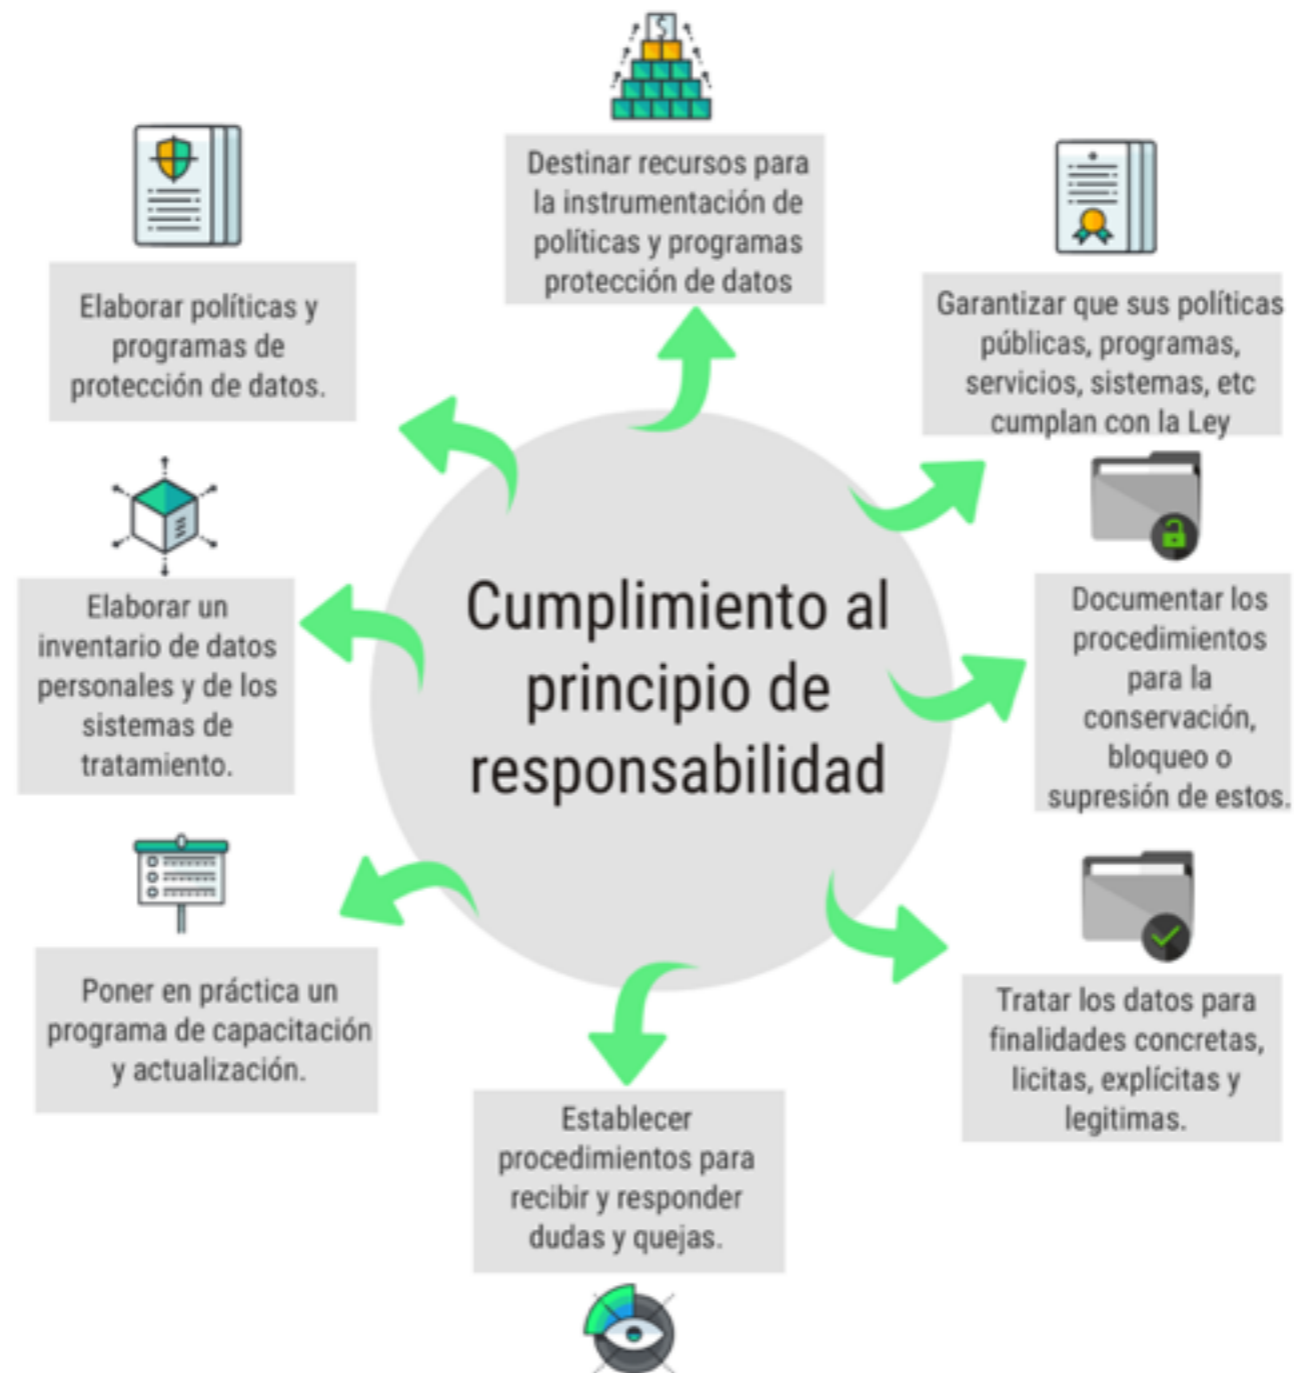 Destinar recursos para
la instrumentación de
políticas y programas
protección de datos
Elaborar políticas y
programas de
protección de datos.
Garantizar que sus políticas
públicas, programas,
servicios, sistemas, etc
cumplan con la Ley
Cumplimiento al
principio de
responsabilidad
Elaborar un
inventario de datos
personales y de los
sistemas de
tratamiento.
Documentar los
procedimientos
para la
conservación,
bloqueo o
supresión de estos.
Poner en práctica un
programa de capacitación
y actualización.
Tratar los datos para
finalidades concretas,
licitas, explícitas y
legitimas.
Establecer
procedimientos para
recibir y responder
dudas y quejas.